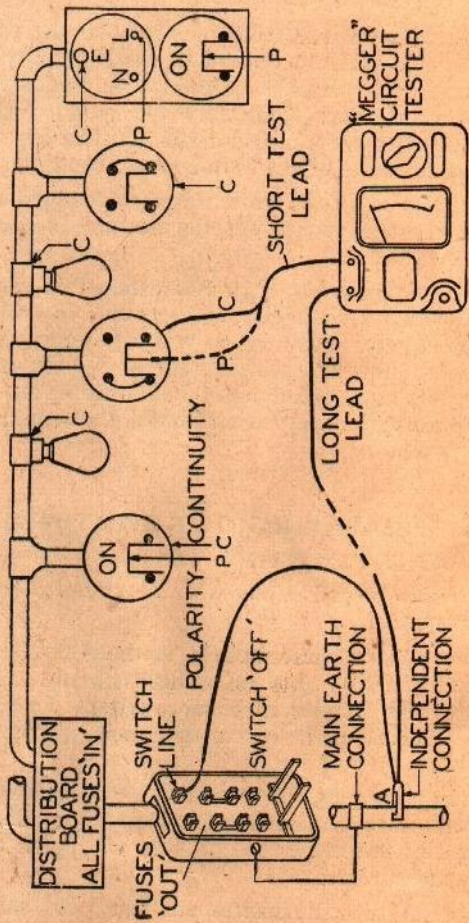 DISTRIBUTION
BOARD
ALL FUSES 'IN'
FUSES
'OUT'
SWITCH
LINE
SWITCH 'OFF'
MAIN EARTH
CONNECTION
A
INDEPENDENT
CONNECTION
ON
POLARITY
CONTINUITY
P C
C
P
C
C
C
SHORT TEST
LEAD
LONG TEST
LEAD
"MEGGER"
CIRCUIT
TESTER
C
P
E
N
L
ON
P